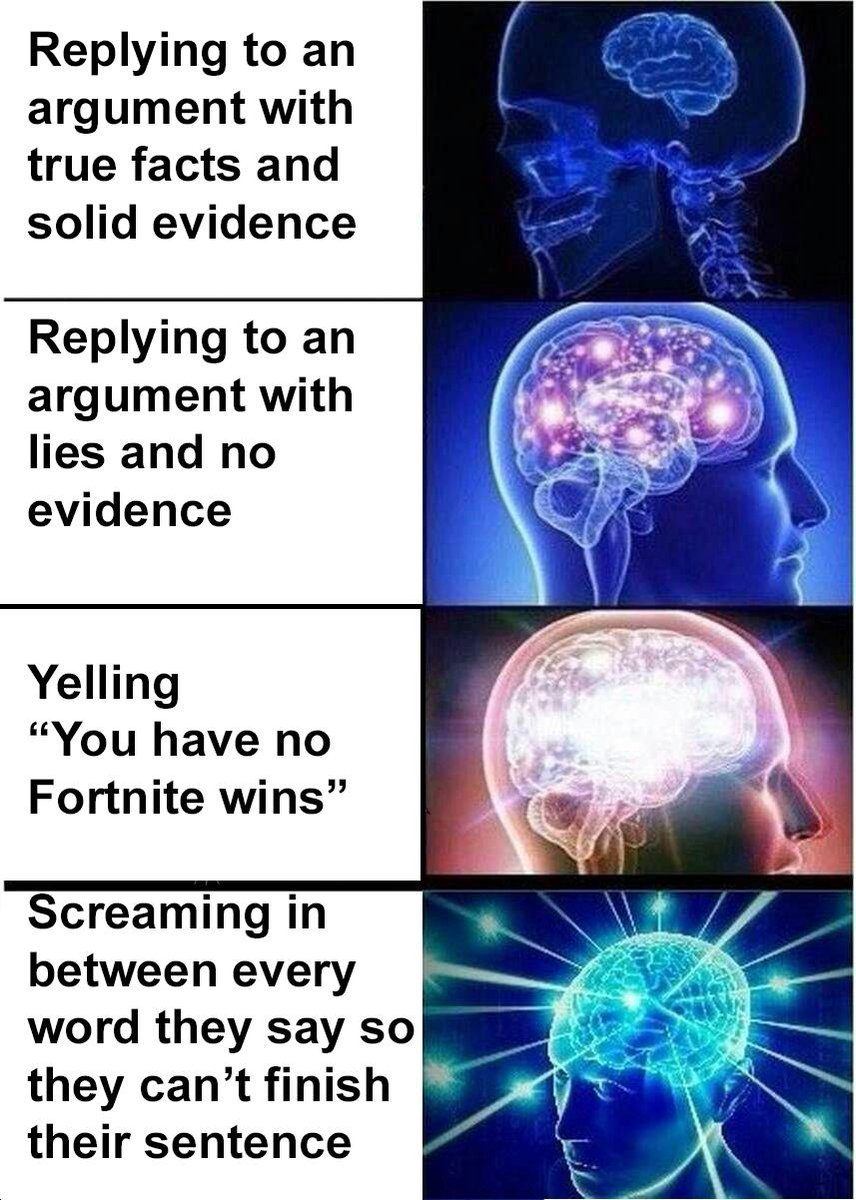 Replying to an
argument with
true facts and
solid evidence
Replying to an
argument with
lies and no
evidence
Yelling
“You have no
Fortnite wins”
Screaming in
between every
word they say so
they can’t finish
their sentence